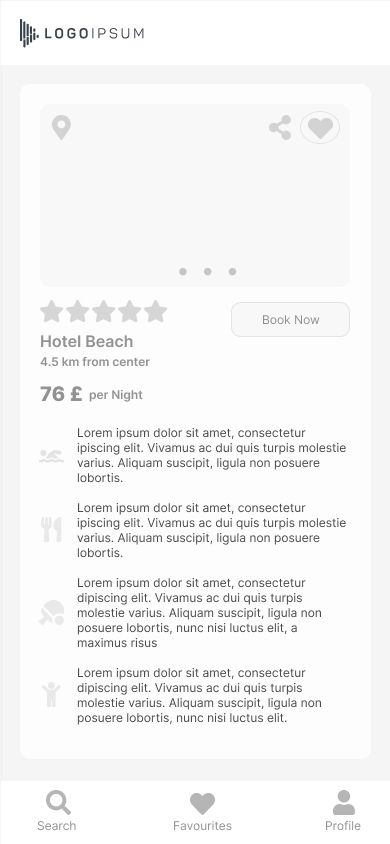 LOGOIPSUM
Book Now
Hotel Beach
4.5 km from center
76 £ per Night
Lorem ipsum dolor sit amet, consectetur
ipiscing elit. Vivamus ac dui quis turpis molestie
varius. Aliquam suscipit, ligula non posuere
lobortis.
Lorem ipsum dolor sit amet, consectetur
ipiscing elit. Vivamus ac dui quis turpis molestie
varius. Aliquam suscipit, ligula non posuere
lobortis.
Lorem ipsum dolor sit amet, consectetur
dipiscing elit. Vivamus ac dui quis turpis
molestie varius. Aliquam suscipit, ligula non
posuere lobortis, nunc nisi luctus elit, a
maximus risus
Lorem ipsum dolor sit amet, consectetur
dipiscing elit. Vivamus ac dui quis turpis
molestie varius. Aliquam suscipit, ligula non
posuere lobortis, nunc nisi luctus elit.
Search
Favourites
Profile